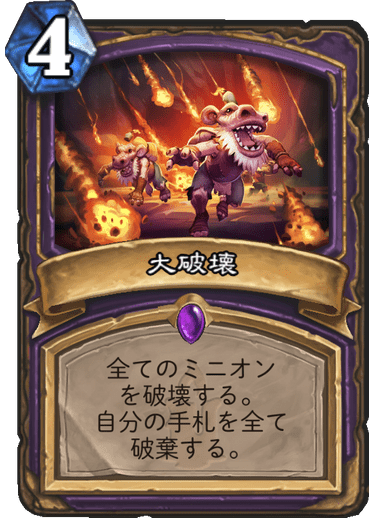 4
大破壊
全てのミニオン
を破壊する。
自分の手札を全て
破棄する。